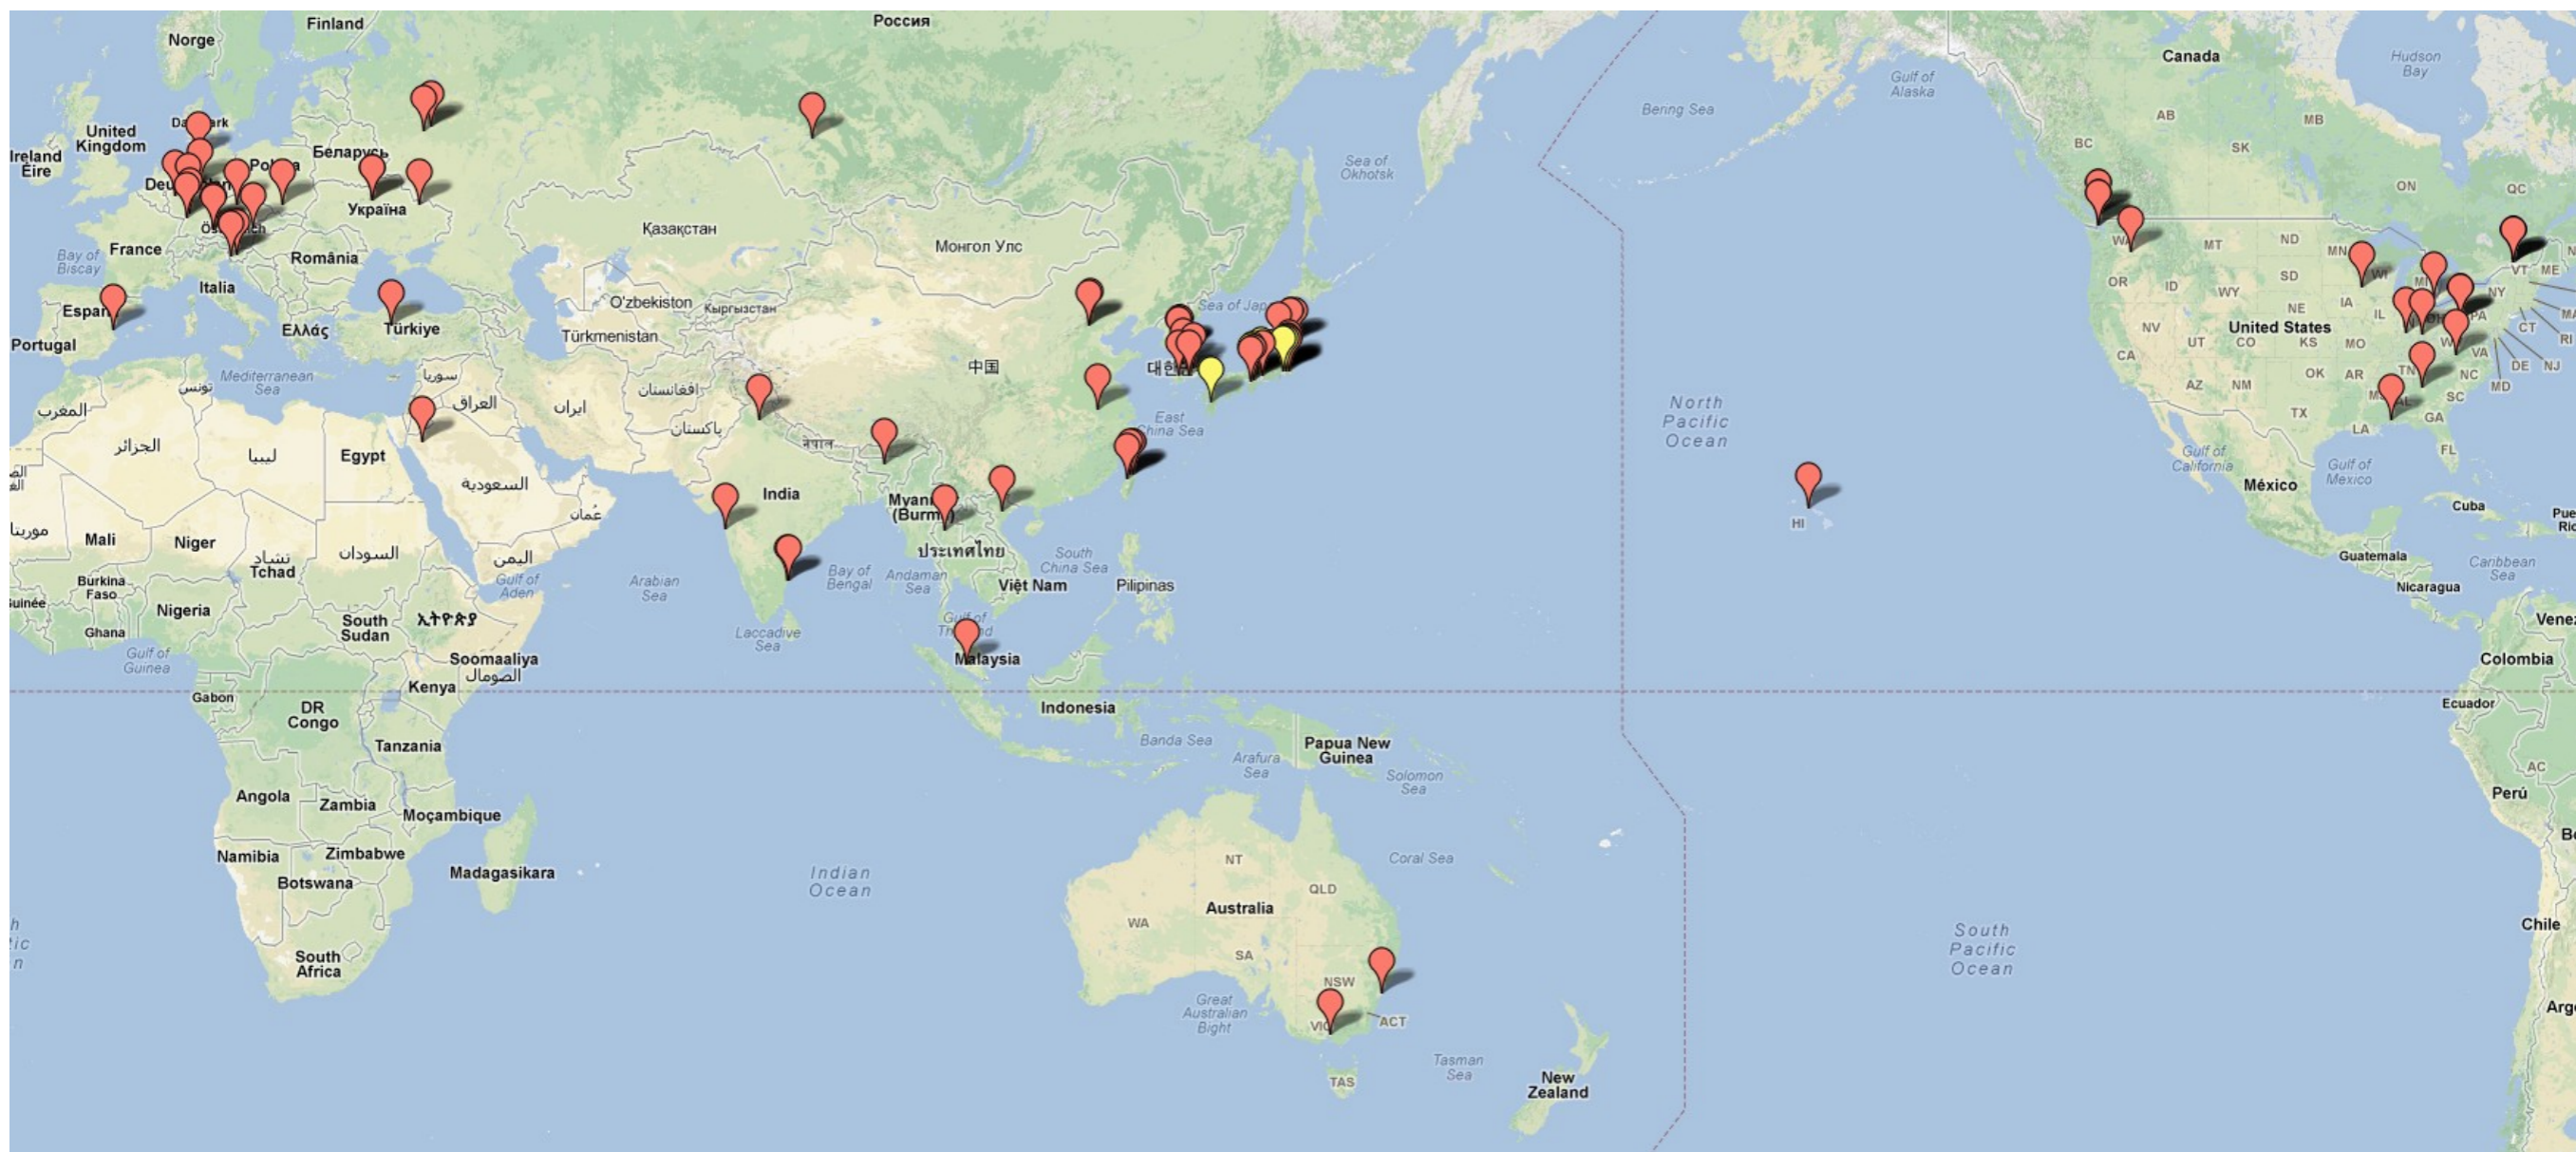 Россия
Finland
Norge
Canada
Hudson
Bay
Gulf of
Alaska
Bering Sea
AB
MB
United
Kingdom
Ireland
Éire
Беларусь
BC
SK
Sea of
Okhotsk
ON
QC
Україна
Қазақстан
Монгол Улс
France
Bay of
Biscay
România
MT
ND
MN
WI
VT
ME
OR
ID
WY
SD
MI
NY
Italia
O'zbekiston
Кыргызстан
NE
IA
IL
PA
MA
CT
RI
Portugal
Ελλάς
Türkiye
Türkmenistan
NV
UT
CO
United States
KS
MO
VA
DE
NJ
MD
中国
CA
AZ
NM
OK
AR
TN
NC
SC
Mediterranean
Sea
تونس
سوريا
العراق
ایران
افغانستان
پاکستان
East
China Sea
North
Pacific
Ocean
TX
LA
GA
FL
المغرب
الجزائر
ليبيا
Egypt
السعودية
नेपाल
Gulf of
California
Gulf of
Mexico
México
Cuba
India
عُمان
HI
موريتانيا
Mali
Niger
تشاد
Tchad
السودان
اليمن
Gulf of
Aden
Arabian
Sea
Bay of
Bengal
Andaman
Sea
ประเทศไทย
South
China Sea
Việt Nam
Pilipinas
Guatemala
Caribbean
Sea
Nicaragua
Burkina
Faso
Nigeria
Ghana
South
Sudan
ኢትዮጵያ
Laccadive
Sea
Gulf of
Guinea
Soomaaliya
الصومال
Malaysia
Colombia
Gabon
Kenya
DR
Congo
Indonesia
Ecuador
Tanzania
Banda Sea
Papua New
Guinea
Arafura
Sea
Solomon
Sea
AC
Perú
Angola
Zambia
Moçambique
Namibia
Zimbabwe
Botswana
Madagasikara
Indian
Ocean
NT
Coral Sea
QLD
Australia
WA
SA
South
Pacific
Ocean
Chile
South
Africa
NSW
Great
Australian
Bight
VIC
ACT
Tasman
Sea
TAS
New
Zealand